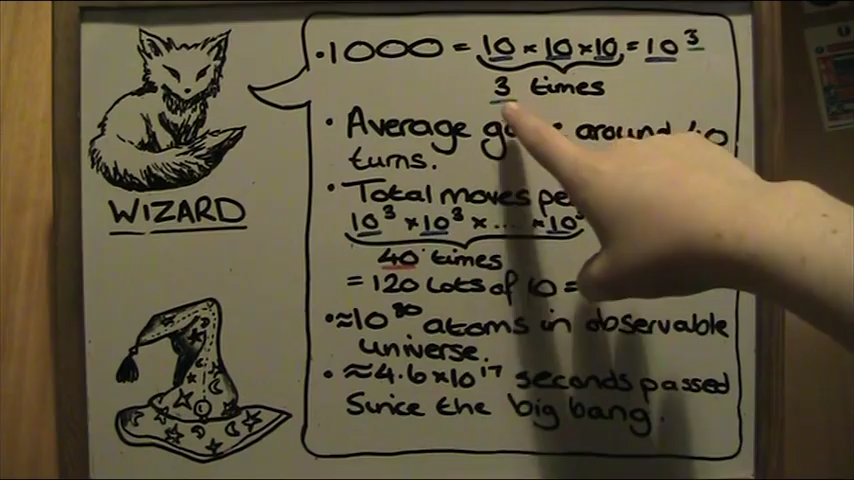 • 1000 = 10 × 10 × 10 = 10³
3 times
• Average around 40
turns.
• Total moves
10³ × 10³ × ... × 10³
40 times
= 120 Lots of 10 =
• ≈10⁸⁰ atoms in observable
universe.
• ≈4.6×10¹⁷ seconds passed
Since the big bang.
WIZARD